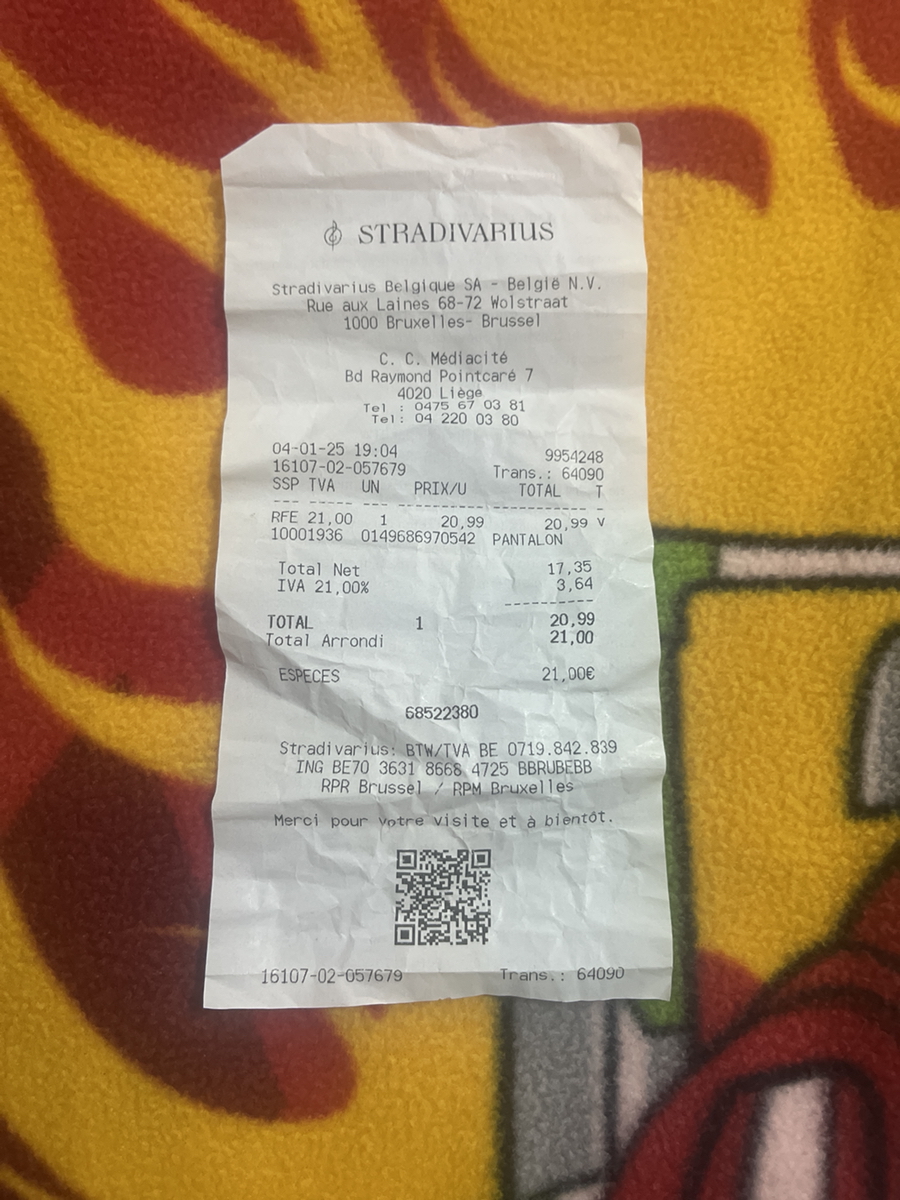 STRADIVARIUS
Stradivarius Belgique SA - België N.V.
Rue aux Laines 68-72 Wolstraat
1000 Bruxelles- Brussel
C. C. Médiacité
Bd Raymond Pointcaré 7
4020 Liège
Tel : 0475 67 03 81
Tel: 04 220 03 80
04-01-25 19:04 9954248
16107-02-057679 Trans.: 64090
SSP TVA UN PRIX/U TOTAL T
--- ----- --- ----------- ---------- -
RFE 21,00 1 20,99 20,99 V
10001936 0149686970542 PANTALON
Total Net 17,35
IVA 21,00% 3,64
----------
TOTAL 1 20,99
Total Arrondi 21,00
ESPECES 21,00€
68522380
Stradivarius: BTW/TVA BE 0719.842.839
ING BE70 3631 8668 4725 BBRUBEBB
RPR Brussel / RPM Bruxelles
Merci pour votre visite et à bientôt.
16107-02-057679 Trans.: 64090